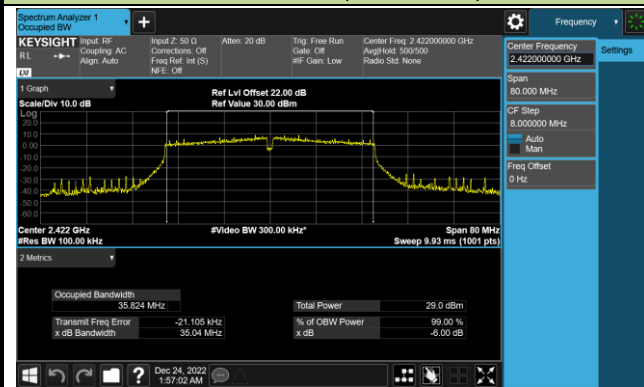 Spectrum Analyzer 1
Occupied BW
Frequency
KEYSIGHT
Input: RF
Coupling: AC
Align: Auto
Input Z: 50 Ω
Corrections: Off
Freq Ref: Int (S)
NFE: Off
Atten: 20 dB
Trig: Free Run
Gate: Off
#IF Gain: Low
Center Freq: 2.422000000 GHz
Avg|Hold: 500/500
Radio Std: None
RL
LXI
Center Frequency
2.422000000 GHz
Settings
Span
80.000 MHz
CF Step
8.000000 MHz
Auto
Man
Freq Offset
0 Hz
1 Graph
Scale/Div 10.0 dB
Ref Lvl Offset 22.00 dB
Ref Value 30.00 dBm
Log
20.0
10.0
0.00
-10.0
-20.0
-30.0
-40.0
-50.0
-60.0
Center 2.422 GHz
#Res BW 100.00 kHz
#Video BW 300.00 kHz*
Span 80 MHz
Sweep 9.93 ms (1001 pts)
2 Metrics
Occupied Bandwidth
35.824 MHz
Total Power 29.0 dBm
Transmit Freq Error -21.105 kHz
% of OBW Power 99.00 %
x dB Bandwidth 35.04 MHz
x dB -6.00 dB
?
Dec 24, 2022
1:57:02 AM